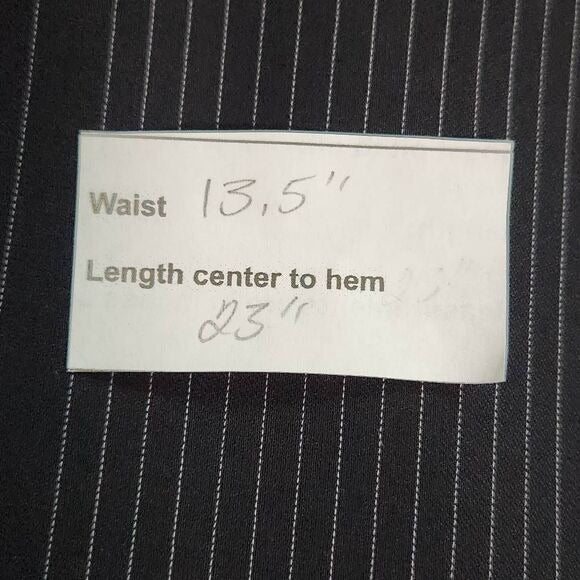 Waist 13.5"
Length center to hem
23"